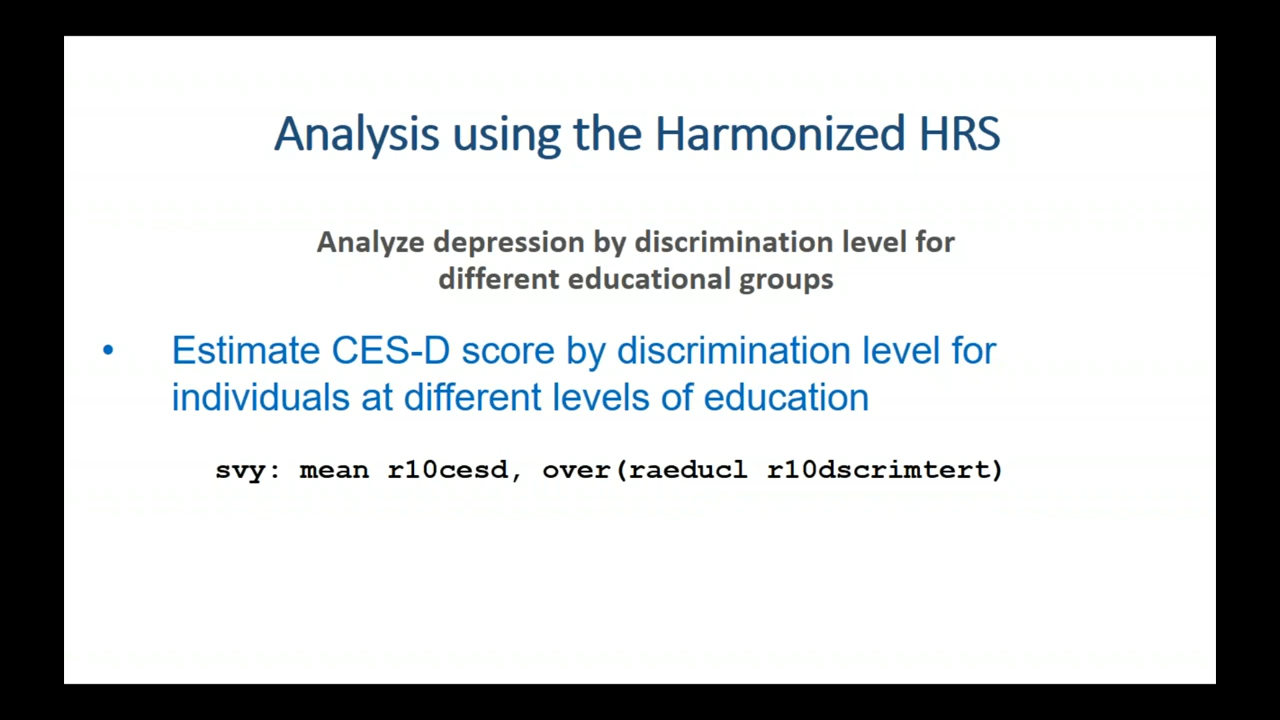 Analysis using the Harmonized HRS
Analyze depression by discrimination level for
different educational groups
• Estimate CES-D score by discrimination level for
individuals at different levels of education
svy: mean r10cesd, over(raeducl r10dscrimtert)